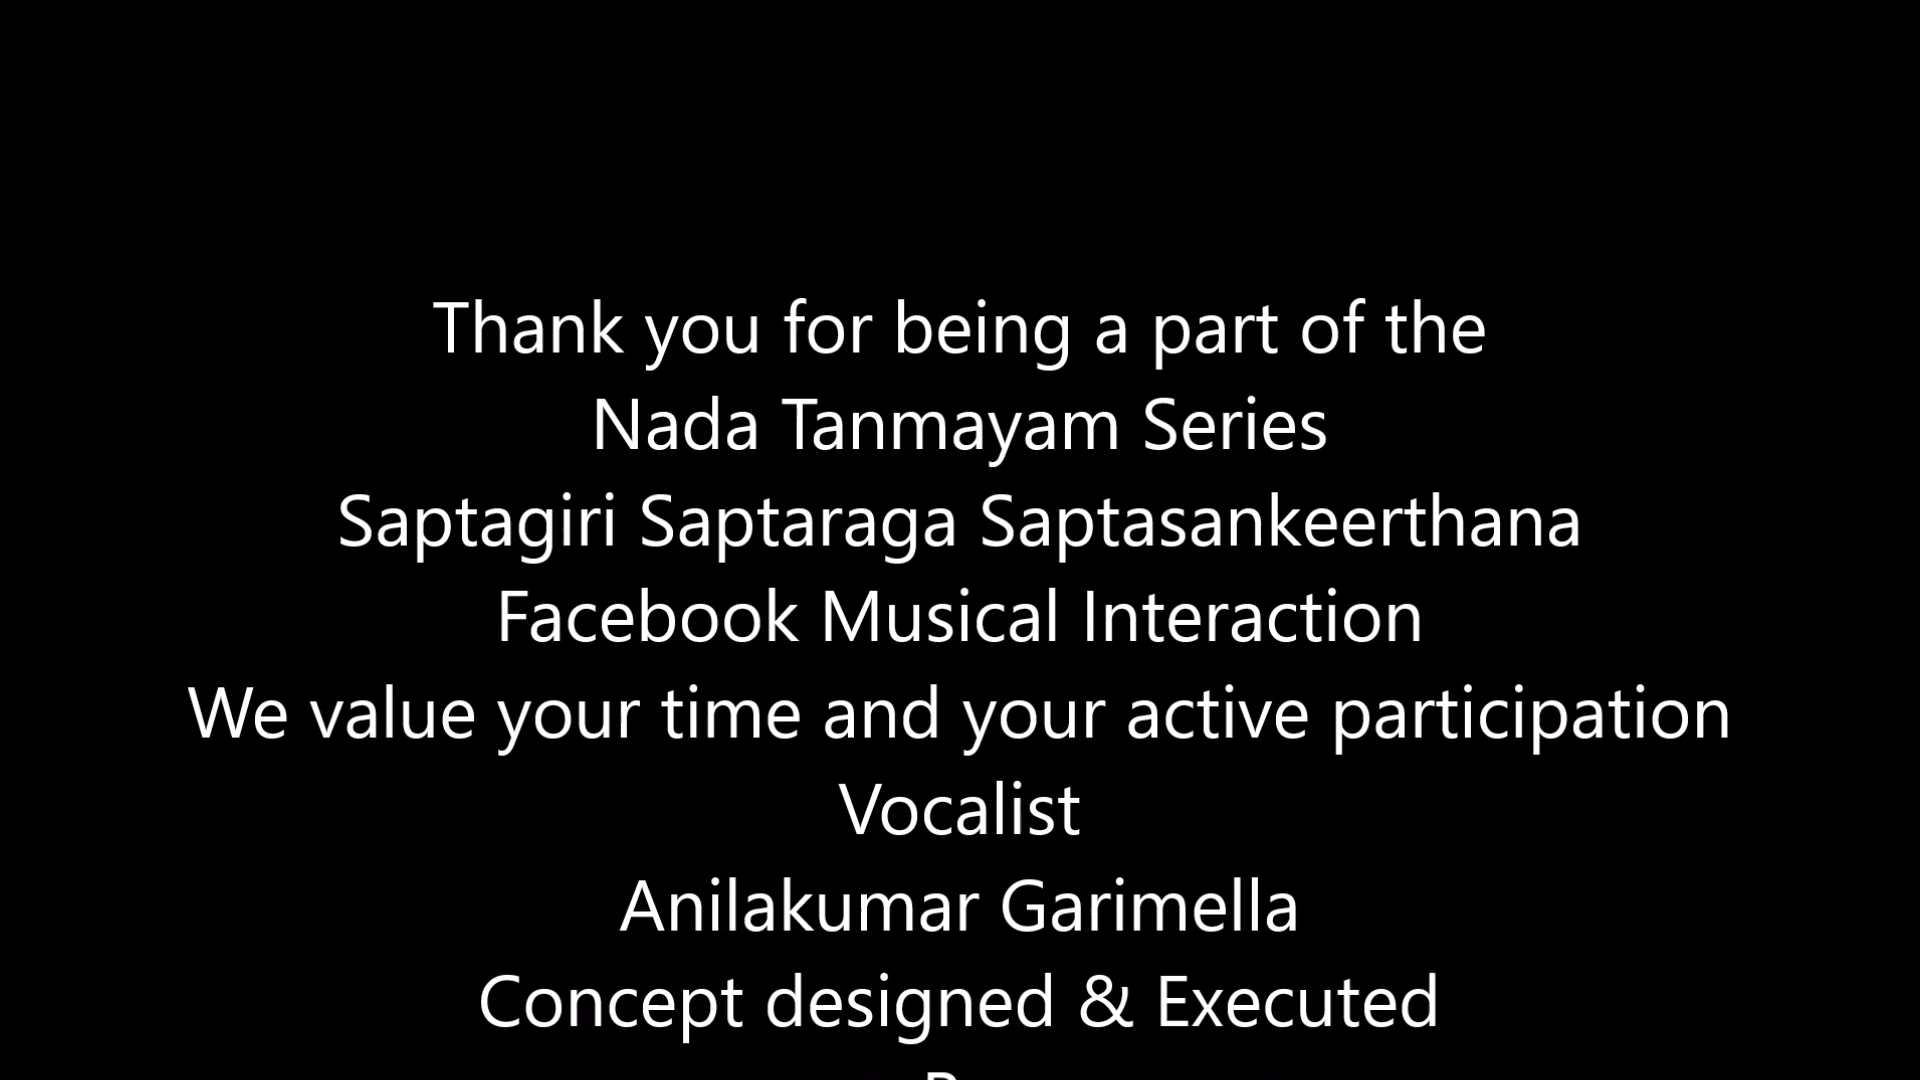 Thank you for being a part of the
Nada Tanmayam Series
Saptagiri Saptaraga Saptasankeerthana
Facebook Musical Interaction
We value your time and your active participation
Vocalist
Anilakumar Garimella
Concept designed & Executed